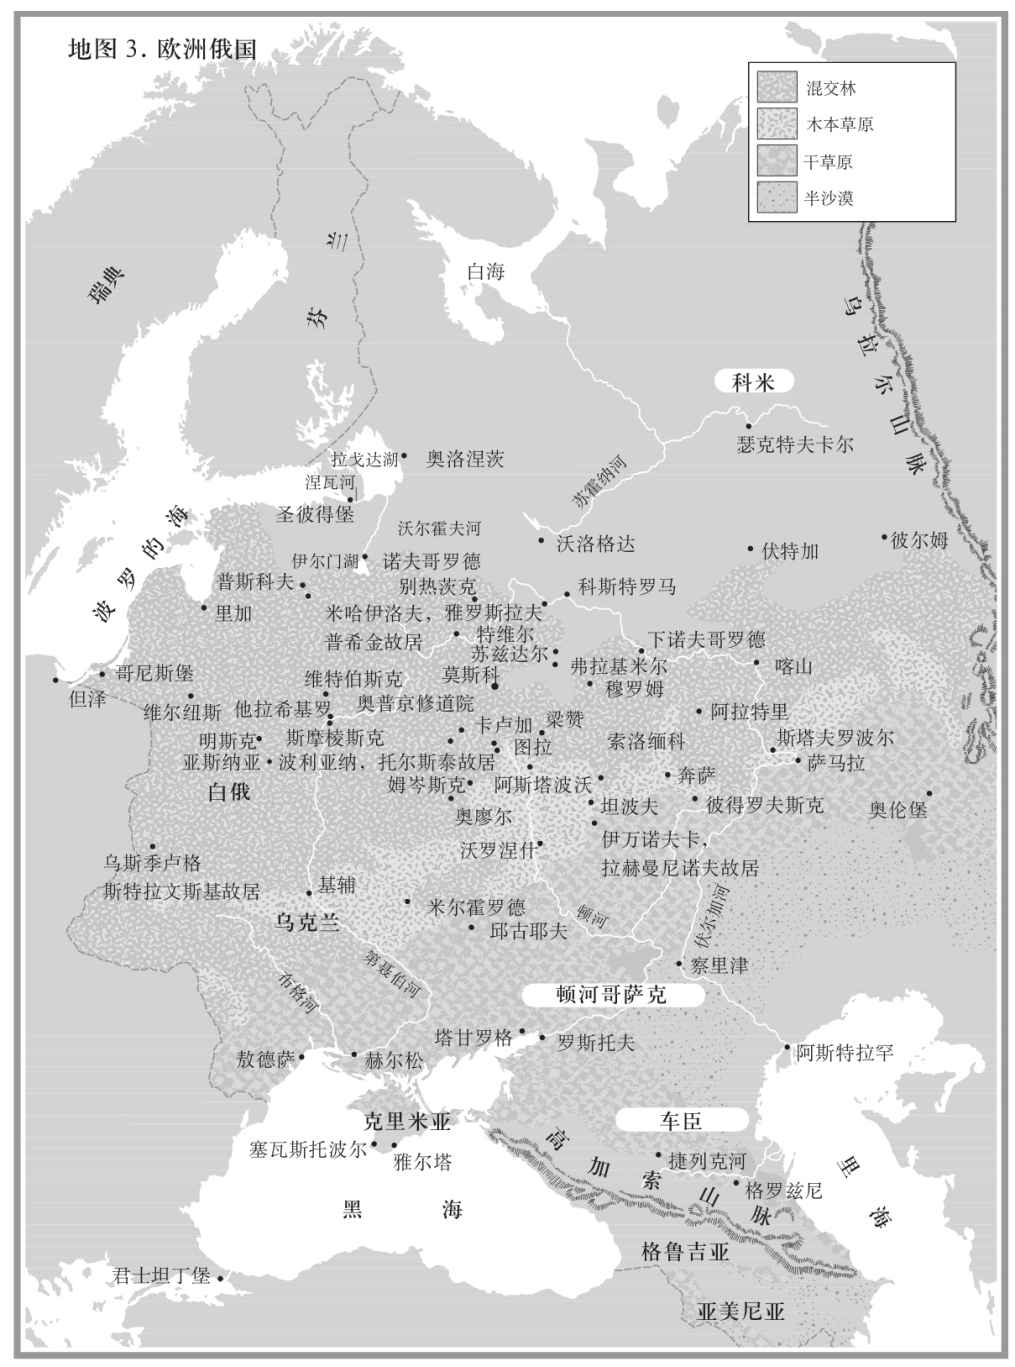 地图 3. 欧洲俄国
混交林
木本草原
干草原
半沙漠
瑞典
芬兰
白海
乌拉尔山脉
科米
瑟克特夫卡尔
拉戈达湖
奥洛涅茨
涅瓦河
圣彼得堡
苏霍纳河
波罗的海
沃尔霍夫河
沃洛格达
伏特加
彼尔姆
伊尔门湖
诺夫哥罗德
普斯科夫
别热茨克
科斯特罗马
里加
米哈伊洛夫，雅罗斯拉夫
普希金故居
特维尔
苏兹达尔
下诺夫哥罗德
弗拉基米尔
喀山
哥尼斯堡
维特伯斯克
莫斯科
穆罗姆
但泽
维尔纽斯
他拉希基罗
奥普京修道院
阿拉特里
卡卢加
梁赞
明斯克
斯摩棱斯克
图拉
索洛缅科
斯塔夫罗波尔
亚斯纳亚
波利亚纳，托尔斯泰故居
萨马拉
白俄
姆岑斯克
阿斯塔波沃
奔萨
坦波夫
彼得罗夫斯克
奥伦堡
奥廖尔
沃罗涅什
伊万诺夫卡，
拉赫曼尼诺夫故居
乌斯季卢格
斯特拉文斯基故居
基辅
米尔霍罗德
乌克兰
邱古耶夫
顿河
伏尔加河
第聂伯河
布格河
察里津
顿河哥萨克
塔甘罗格
罗斯托夫
敖德萨
赫尔松
阿斯特拉罕
克里米亚
车臣
塞瓦斯托波尔
雅尔塔
高加索山脉
捷列克河
格罗兹尼
里海
黑海
格鲁吉亚
君士坦丁堡
亚美尼亚